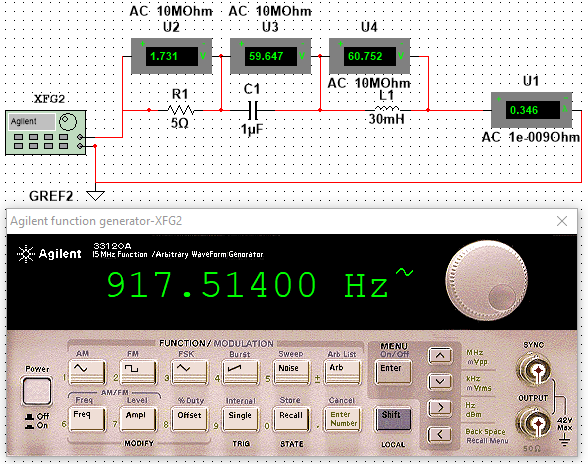 AC 10MOhm
AC 10MOhm
U2
U3
U4
1.731 V
59.647 V
60.752 V
AC 10MOhm
XFG2
R1
C1
L1
U1
Agilent
5Ω
1µF
30mH
0.346 A
AC 1e-009Ohm
GREF2
Agilent function generator-XFG2
Agilent
33120A
15 MHz Function / Arbitrary WaveForm Generator
917.51400 Hz~
FUNCTION/ MODULATION
MENU
SYNC
AM
FM
FSK
Burst
Sweep
Arb List
On/Off
MHz
mVpp
Power
1
2
3
4
5
Noise
±
Arb
Enter
kHz
mVrms
AM/FM
Freq
Level
% Duty
Internal
Store
Cancel
OUTPUT
Off
On
6
Freq
7
Ampl
8
Offset
9
Single
0
Recall
.
Enter
Number
Shift
Hz
dBm
42V
Max
MODIFY
TRIG
STATE
LOCAL
Back Space
Recall Menu
50Ω